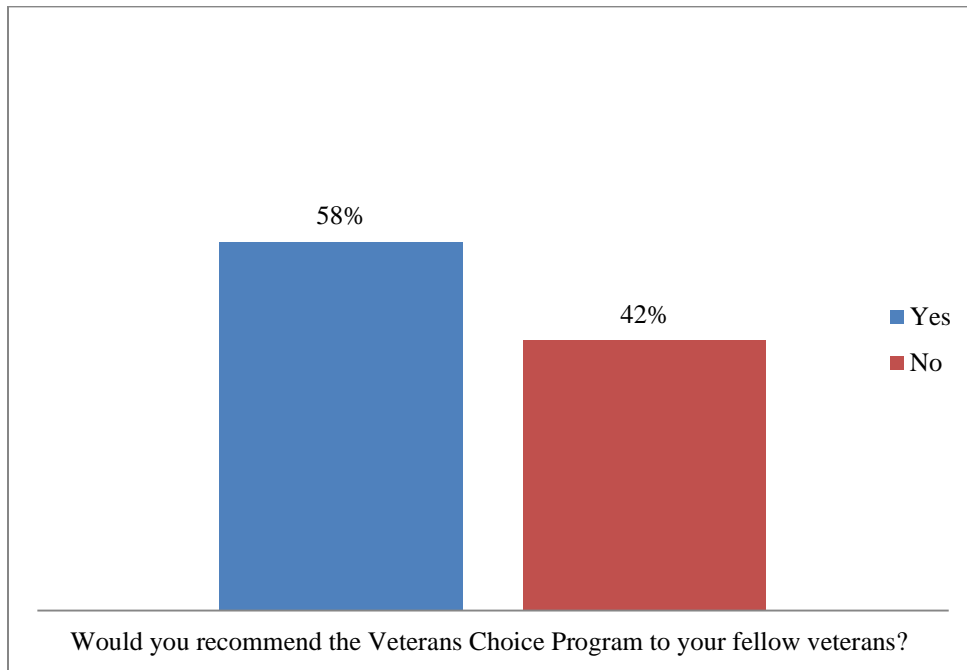 58%
42%
Yes
No
Would you recommend the Veterans Choice Program to your fellow veterans?